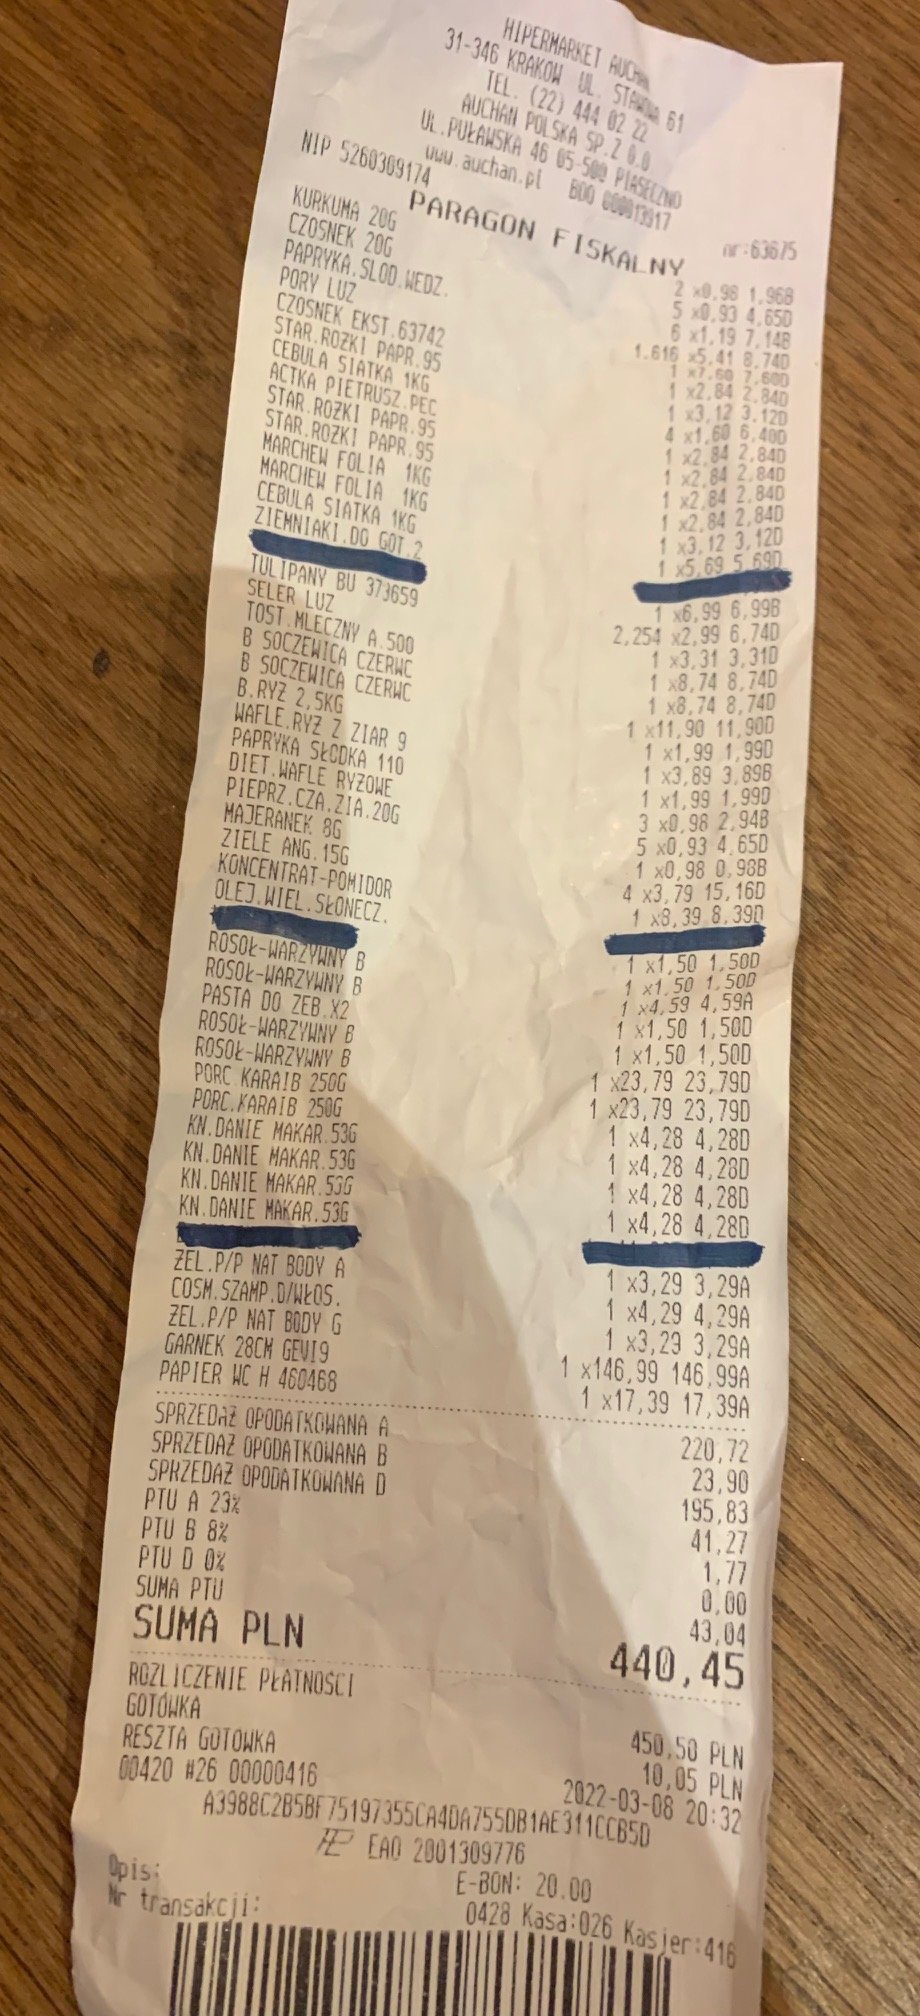 HIPERMARKET AUCHAN
31-346 KRAKOW UL. STAWOWA 61
TEL. (22) 444 02 22
AUCHAN POLSKA SP.Z O.O
UL.PUŁAWSKA 46 05-500 PIASECZNO
www.auchan.pl BDO 000013917
NIP 5260309174 nr:63675
PARAGON FISKALNY
KURKUMA 20G 2 x0,98 1,96B
CZOSNEK 20G 5 x0,93 4,65D
PAPRYKA.SLOD.WEDZ. 6 x1,19 7,14B
PORY LUZ 1.616 x5,41 8,74D
CZOSNEK EKST.63742 1 x7,60 7,60D
STAR.ROŻKI PAPR.95 1 x2,84 2,84D
CEBULA SIATKA 1KG 1 x3,12 3,12D
ACTKA PIETRUSZ.PEC 4 x1,60 6,40D
STAR.ROŻKI PAPR.95 1 x2,84 2,84D
STAR.ROŻKI PAPR.95 1 x2,84 2,84D
MARCHEW FOLIA 1KG 1 x2,84 2,84D
MARCHEW FOLIA 1KG 1 x2,84 2,84D
CEBULA SIATKA 1KG 1 x3,12 3,12D
ZIEMNIAKI.DO GOT.2 1 x5,69 5,69D
TULIPANY BU 373659 1 x6,99 6,99B
SELER LUZ 2,254 x2,99 6,74D
TOST.MLECZNY A.500 1 x3,31 3,31D
B SOCZEWICA CZERWC 1 x8,74 8,74D
B SOCZEWICA CZERWC 1 x8,74 8,74D
B.RYŻ 2,5KG 1 x11,90 11,90D
WAFLE.RYŻ Z ZIAR 9 1 x1,99 1,99D
PAPRYKA SŁODKA 110 1 x3,89 3,89B
DIET.WAFLE RYŻOWE 1 x1,99 1,99D
PIEPRZ.CZA.ZIA.20G 3 x0,98 2,94B
MAJERANEK 8G 5 x0,93 4,65D
ZIELE ANG.15G 1 x0,98 0,98B
KONCENTRAT-POMIDOR 4 x3,79 15,16D
OLEJ.WIEL.SŁONECZ. 1 x8,39 8,39D
ROSOŁ-WARZYWNY B 1 x1,50 1,50D
ROSOŁ-WARZYWNY B 1 x1,50 1,50D
PASTA DO ZĘB.X2 1 x4,59 4,59A
ROSOŁ-WARZYWNY B 1 x1,50 1,50D
ROSOŁ-WARZYWNY B 1 x1,50 1,50D
PORC.KARAIB 250G 1 x23,79 23,79D
PORC.KARAIB 250G 1 x23,79 23,79D
KN.DANIE MAKAR.53G 1 x4,28 4,28D
KN.DANIE MAKAR.53G 1 x4,28 4,28D
KN.DANIE MAKAR.53G 1 x4,28 4,28D
KN.DANIE MAKAR.53G 1 x4,28 4,28D
ŻEL.P/P NAT BODY A 1 x3,29 3,29A
COSM.SZAMP.D/WŁOS. 1 x4,29 4,29A
ŻEL.P/P NAT BODY G 1 x3,29 3,29A
GARNEK 28CM GEVI9 1 x146,99 146,99A
PAPIER WC H 460468 1 x17,39 17,39A
SPRZEDAŻ OPODATKOWANA A 220,72
SPRZEDAŻ OPODATKOWANA B 23,90
SPRZEDAŻ OPODATKOWANA D 195,83
PTU A 23% 41,27
PTU B 8% 1,77
PTU D 0% 0,00
SUMA PTU 43,04
SUMA PLN 440,45
ROZLICZENIE PŁATNOŚCI
GOTÓWKA 450,50 PLN
RESZTA GOTÓWKA 10,05 PLN
00420 #26 00000416 2022-03-08 20:32
A3988C2B5BF75197355CA4DA755DB1AE311CCB5D
EAO 2001309776
Opis: E-BON: 20.00
Nr transakcji: 0428 Kasa:026 Kasjer:416